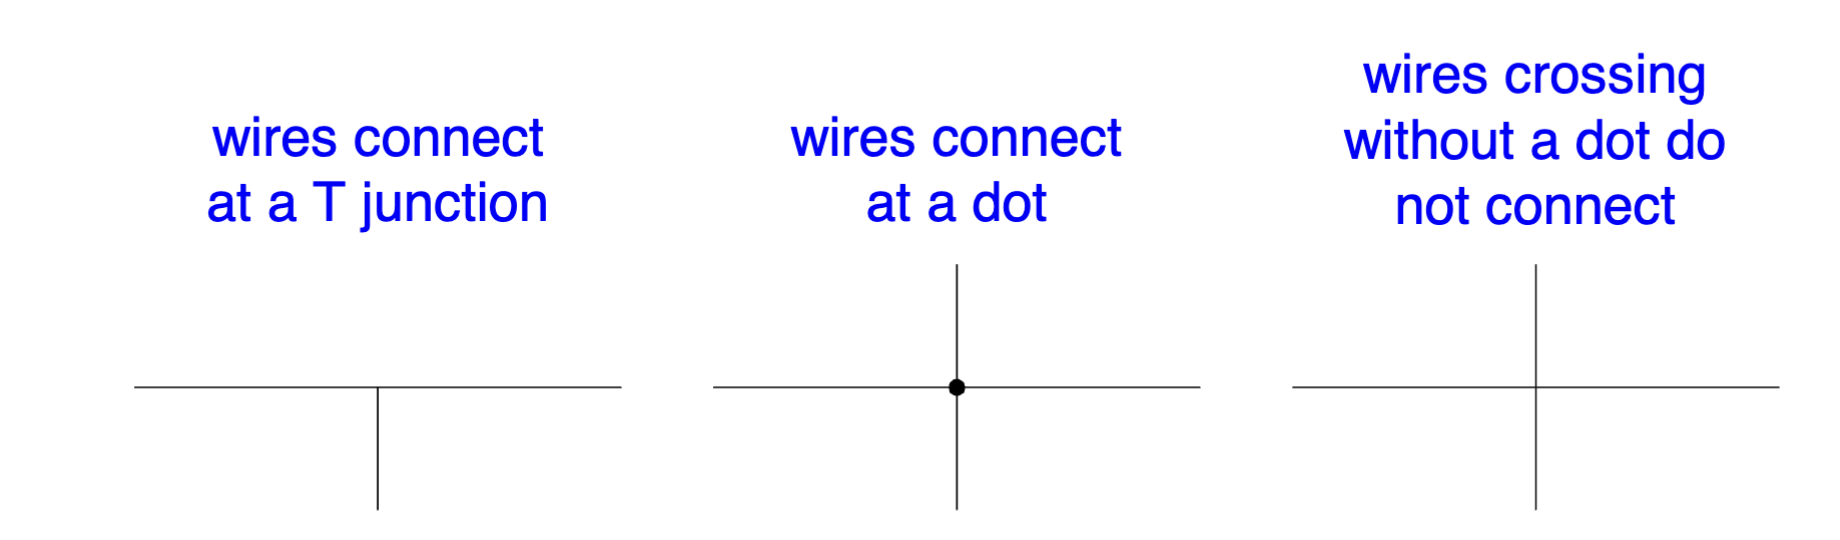 wires connect
at a T junction
wires connect
at a dot
wires crossing
without a dot do
not connect